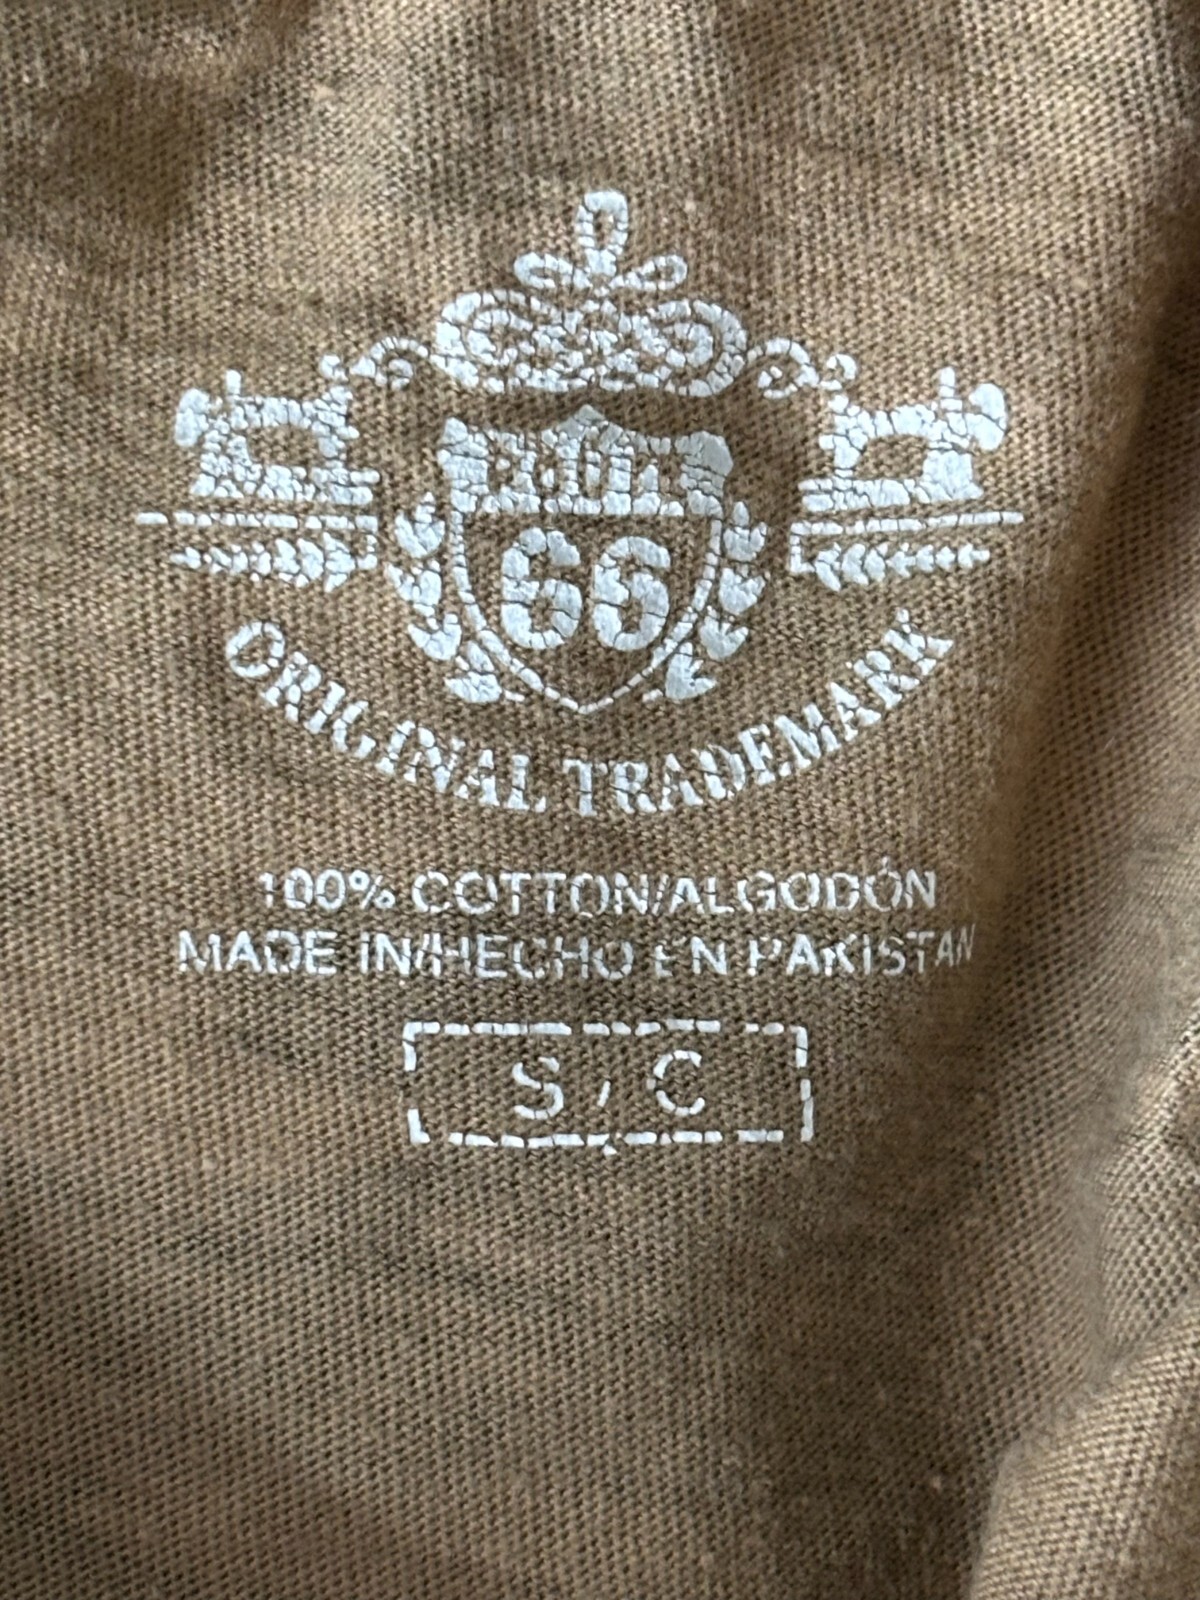 66
ORIGINAL TRADEMARK
100% COTTON/ALGODÓN
MADE IN/HECHO EN PAKISTAN
S / C